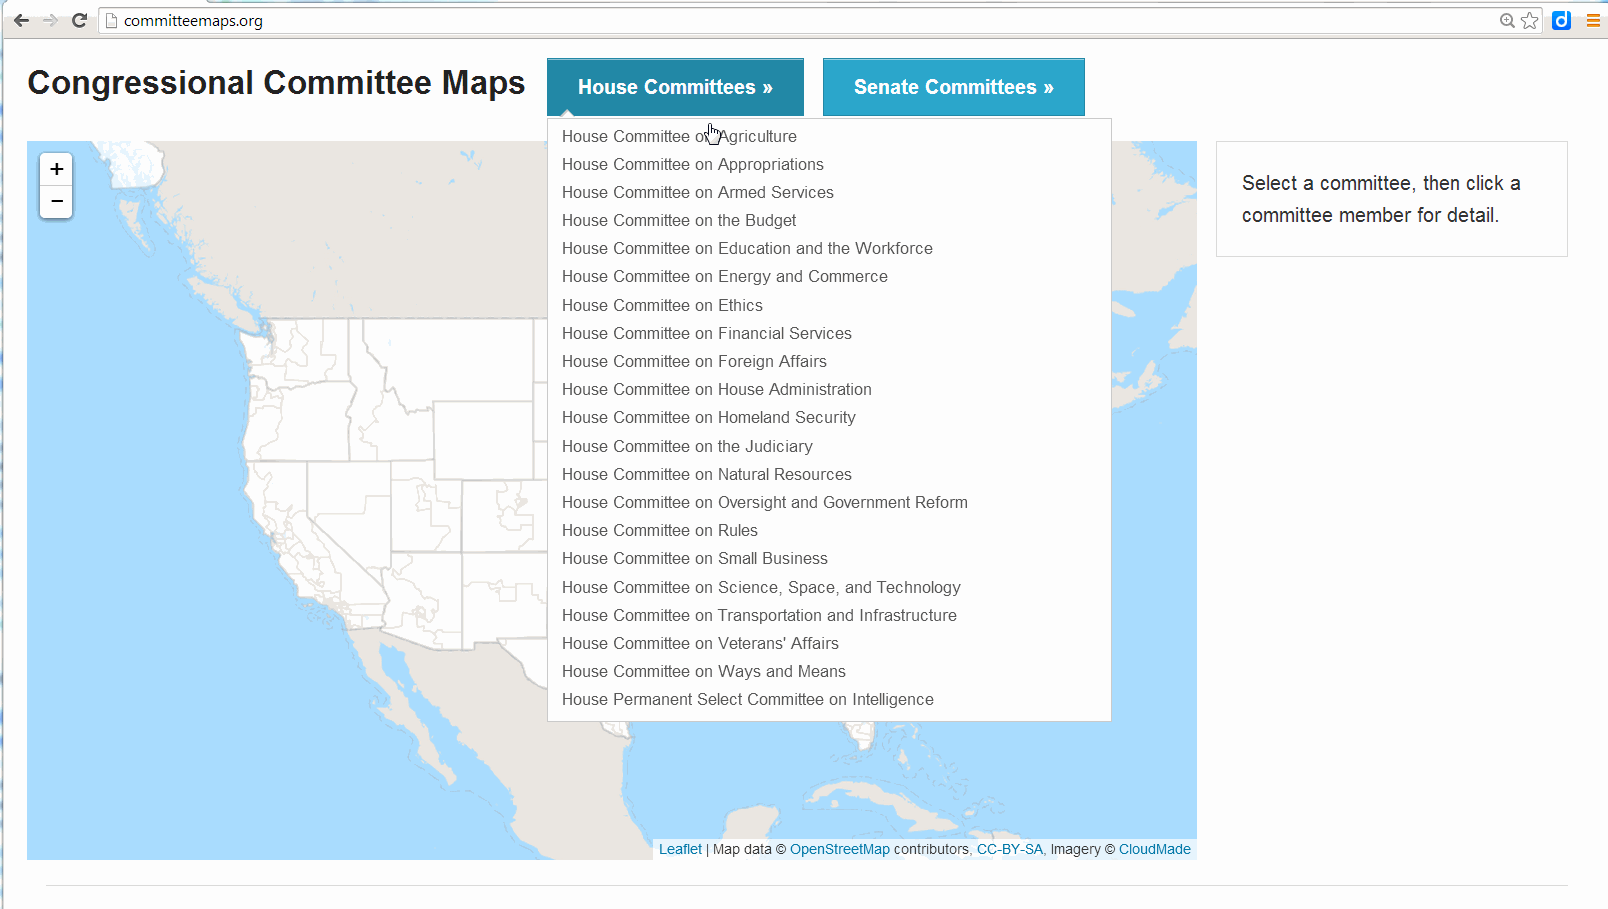 committeemaps.org
Congressional Committee Maps
House Committees »
Senate Committees »
House Committee on Agriculture
House Committee on Appropriations
House Committee on Armed Services
House Committee on the Budget
House Committee on Education and the Workforce
House Committee on Energy and Commerce
House Committee on Ethics
House Committee on Financial Services
House Committee on Foreign Affairs
House Committee on House Administration
House Committee on Homeland Security
House Committee on the Judiciary
House Committee on Natural Resources
House Committee on Oversight and Government Reform
House Committee on Rules
House Committee on Small Business
House Committee on Science, Space, and Technology
House Committee on Transportation and Infrastructure
House Committee on Veterans' Affairs
House Committee on Ways and Means
House Permanent Select Committee on Intelligence
+
−
Select a committee, then click a
committee member for detail.
Leaflet | Map data © OpenStreetMap contributors, CC-BY-SA, Imagery © CloudMade